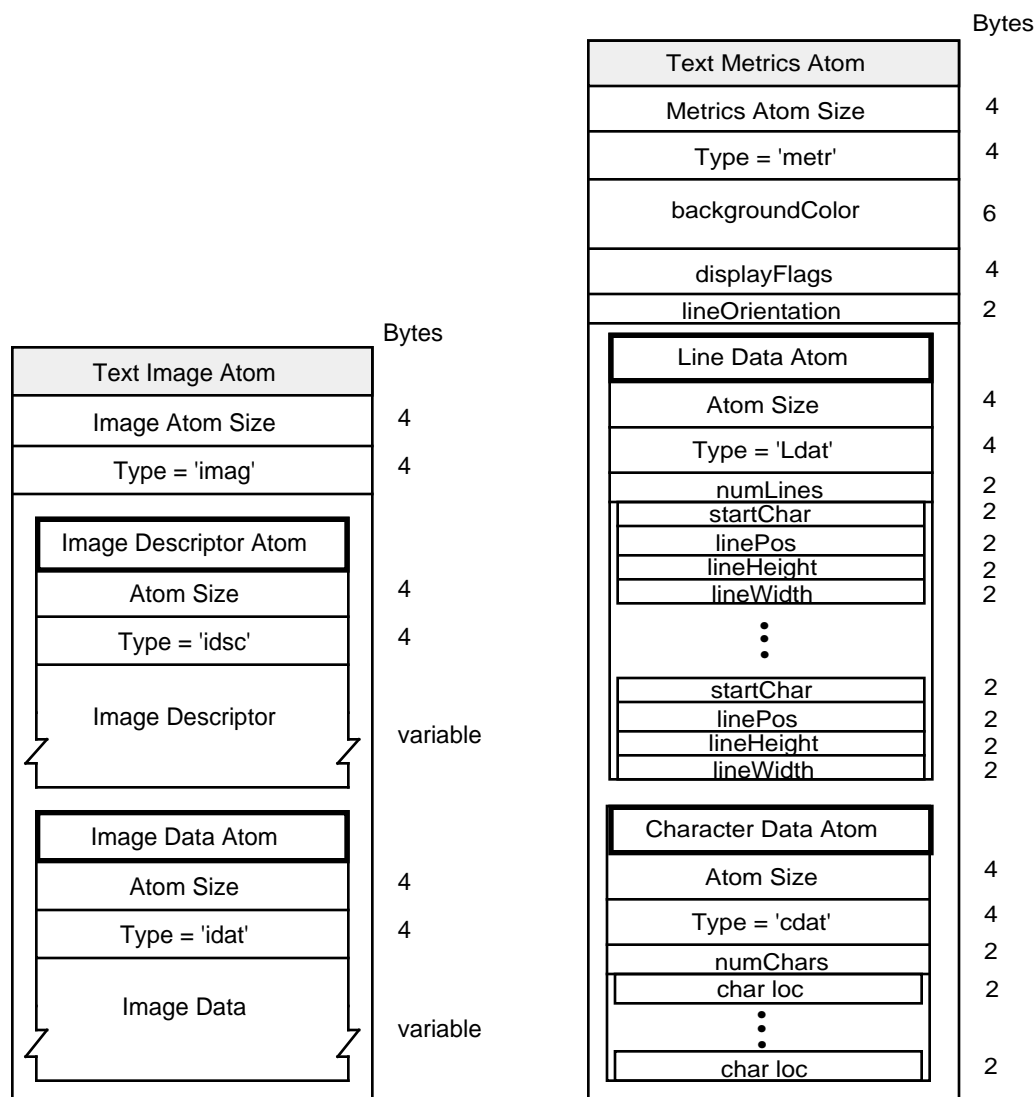 Bytes
Text Image Atom
Image Atom Size 4
Type = 'imag' 4
Image Descriptor Atom
Atom Size 4
Type = 'idsc' 4
Image Descriptor
variable
Image Data Atom
Atom Size 4
Type = 'idat' 4
Image Data
variable
Bytes
Text Metrics Atom
Metrics Atom Size 4
Type = 'metr' 4
backgroundColor 6
displayFlags 4
lineOrientation 2
Line Data Atom
Atom Size 4
Type = 'Ldat' 4
numLines 2
startChar 2
linePos 2
lineHeight 2
lineWidth 2
startChar 2
linePos 2
lineHeight 2
lineWidth 2
Character Data Atom
Atom Size 4
Type = 'cdat' 4
numChars 2
char loc 2
char loc 2